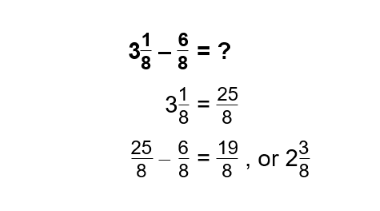 3 1/8 – 6/8 = ?
3 1/8 = 25/8
25/8 – 6/8 = 19/8 , or 2 3/8